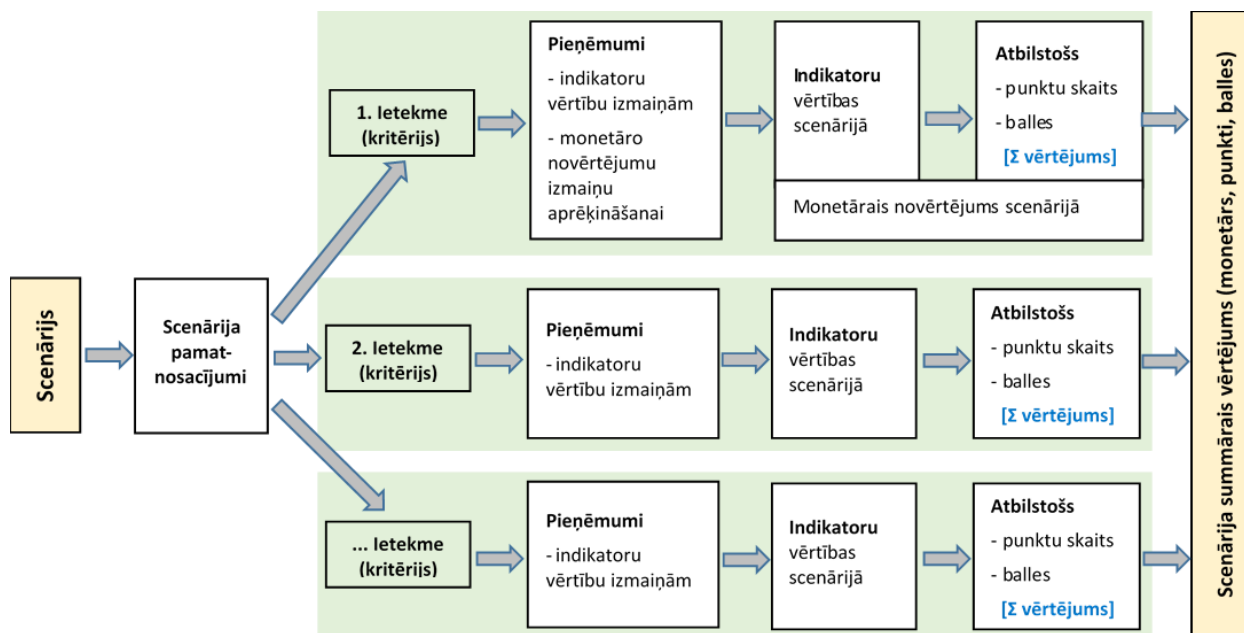 Scenārijs
Scenārija
pamat-
nosacījumi
1. Ietekme
(kritērijs)
Pieņēmumi
- indikatoru
vērtību izmaiņām
- monetāro
novērtējumu
izmaiņu
aprēķināšanai
Indikatoru
vērtības
scenārijā
Atbilstošs
- punktu skaits
- balles
[Σ vērtējums]
Monetārais novērtējums scenārijā
2. Ietekme
(kritērijs)
Pieņēmumi
- indikatoru
vērtību izmaiņām
Indikatoru
vērtības
scenārijā
Atbilstošs
- punktu skaits
- balles
[Σ vērtējums]
... Ietekme
(kritērijs)
Pieņēmumi
- indikatoru
vērtību izmaiņām
Indikatoru
vērtības
scenārijā
Atbilstošs
- punktu skaits
- balles
[Σ vērtējums]
Scenārija summārais vērtējums (monetārs, punkti, balles)